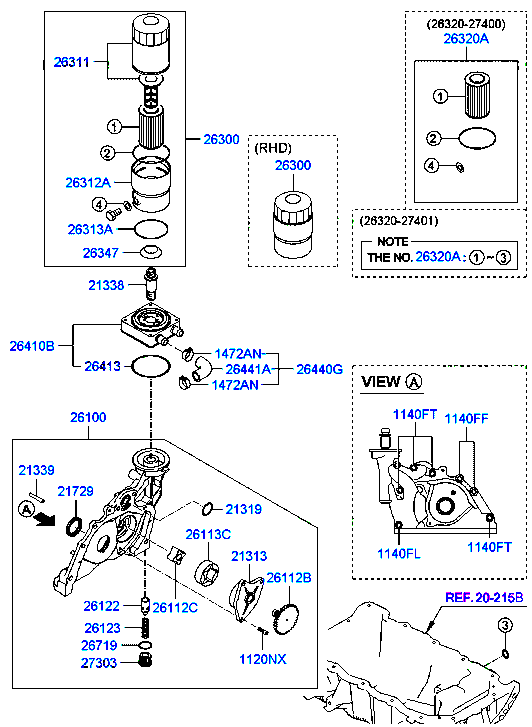 (26320-27400)
26320A
26311
1
1
2
26300
(RHD)
26300
2
26312A
4
4
26313A
26347
(26320-27401)
NOTE
THE NO. 26320A : 1 ~ 3
21338
26410B
1472AN
26413
26441A
26440G
1472AN
VIEW A
26100
1140FT
1140FF
21339
A
21729
21319
26113C
21313
26112B
1140FL
1140FT
26122
26112C
26123
26719
27303
1120NX
REF. 20-215B
3